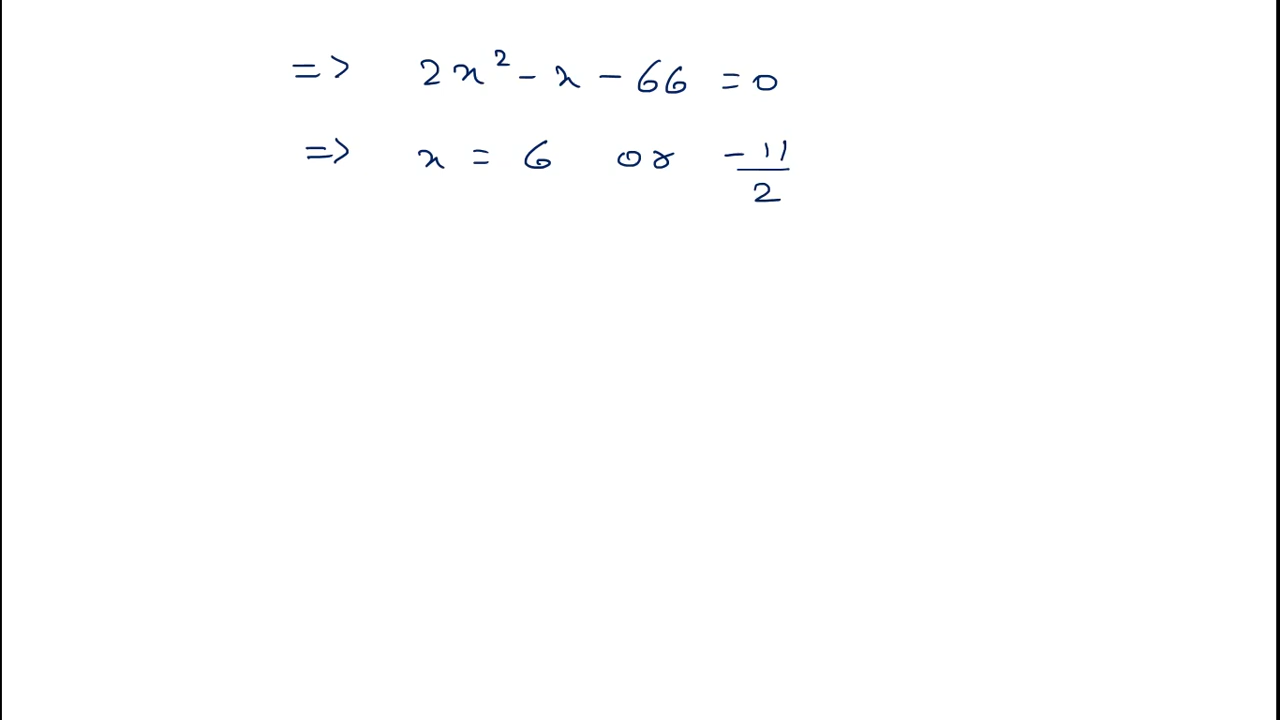 => 2x² - x - 66 = 0
=> x = 6 or -11/2